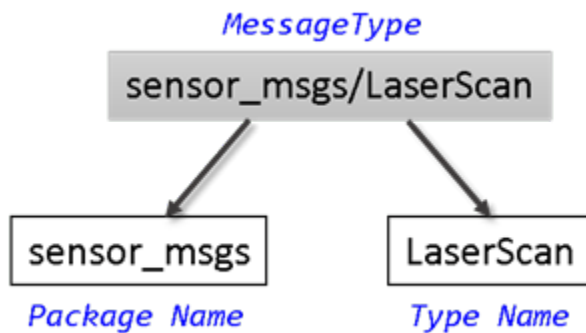 MessageType
sensor_msgs/LaserScan
sensor_msgs
LaserScan
Package Name
Type Name